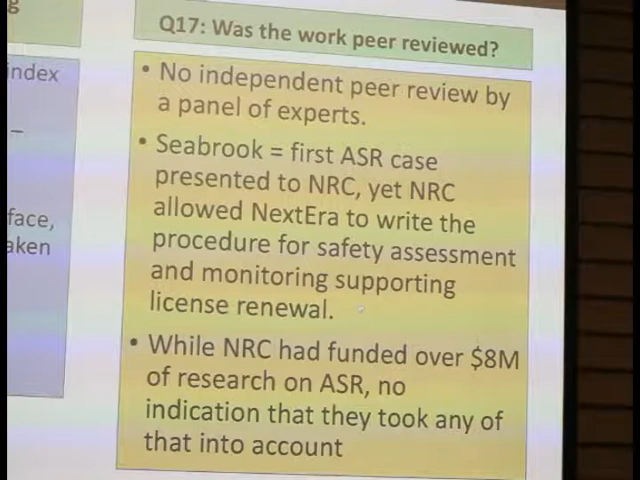 g
index
–
face,
aken
Q17: Was the work peer reviewed?
• No independent peer review by
a panel of experts.
• Seabrook = first ASR case
presented to NRC, yet NRC
allowed NextEra to write the
procedure for safety assessment
and monitoring supporting
license renewal.
• While NRC had funded over $8M
of research on ASR, no
indication that they took any of
that into account